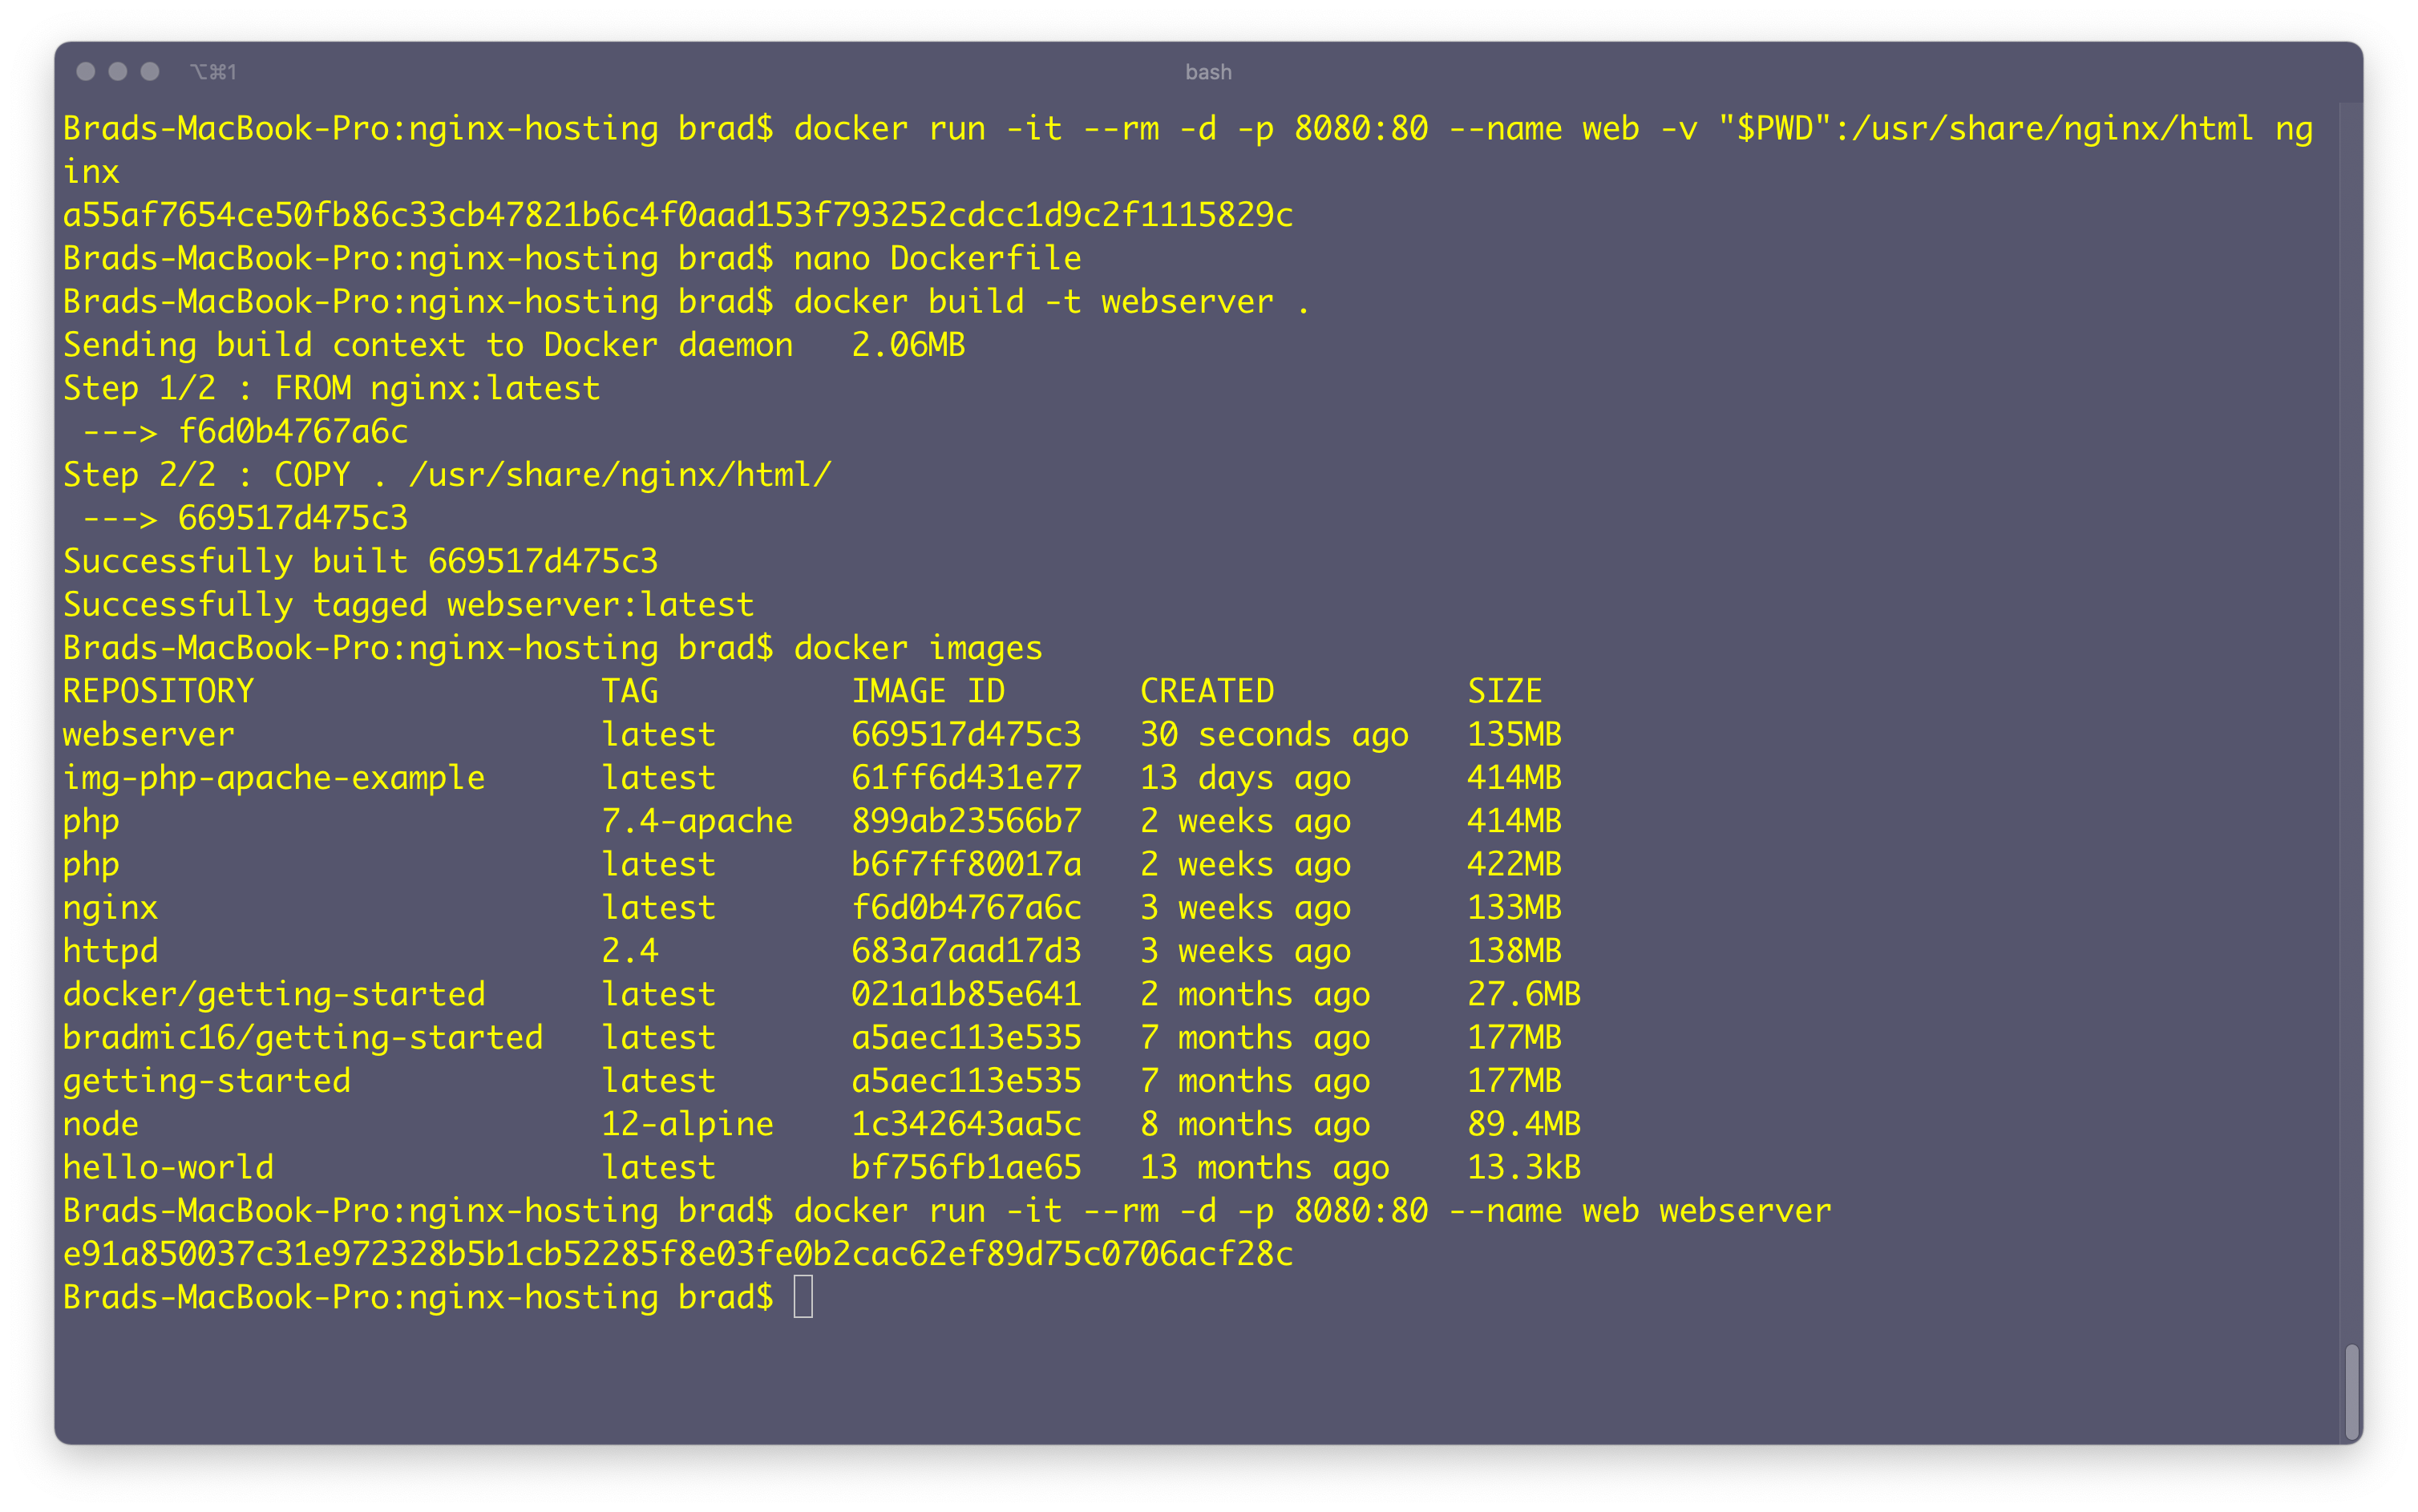 ⌥⌘1
bash
Brads-MacBook-Pro:nginx-hosting brad$ docker run -it --rm -d -p 8080:80 --name web -v "$PWD":/usr/share/nginx/html ng
inx
a55af7654ce50fb86c33cb47821b6c4f0aad153f793252cdcc1d9c2f1115829c
Brads-MacBook-Pro:nginx-hosting brad$ nano Dockerfile
Brads-MacBook-Pro:nginx-hosting brad$ docker build -t webserver .
Sending build context to Docker daemon   2.06MB
Step 1/2 : FROM nginx:latest
 ---> f6d0b4767a6c
Step 2/2 : COPY . /usr/share/nginx/html/
 ---> 669517d475c3
Successfully built 669517d475c3
Successfully tagged webserver:latest
Brads-MacBook-Pro:nginx-hosting brad$ docker images
REPOSITORY                  TAG          IMAGE ID       CREATED          SIZE
webserver                   latest       669517d475c3   30 seconds ago   135MB
img-php-apache-example      latest       61ff6d431e77   13 days ago      414MB
php                         7.4-apache   899ab23566b7   2 weeks ago      414MB
php                         latest       b6f7ff80017a   2 weeks ago      422MB
nginx                       latest       f6d0b4767a6c   3 weeks ago      133MB
httpd                       2.4          683a7aad17d3   3 weeks ago      138MB
docker/getting-started      latest       021a1b85e641   2 months ago     27.6MB
bradmic16/getting-started   latest       a5aec113e535   7 months ago     177MB
getting-started             latest       a5aec113e535   7 months ago     177MB
node                        12-alpine    1c342643aa5c   8 months ago     89.4MB
hello-world                 latest       bf756fb1ae65   13 months ago    13.3kB
Brads-MacBook-Pro:nginx-hosting brad$ docker run -it --rm -d -p 8080:80 --name web webserver
e91a850037c31e972328b5b1cb52285f8e03fe0b2cac62ef89d75c0706acf28c
Brads-MacBook-Pro:nginx-hosting brad$